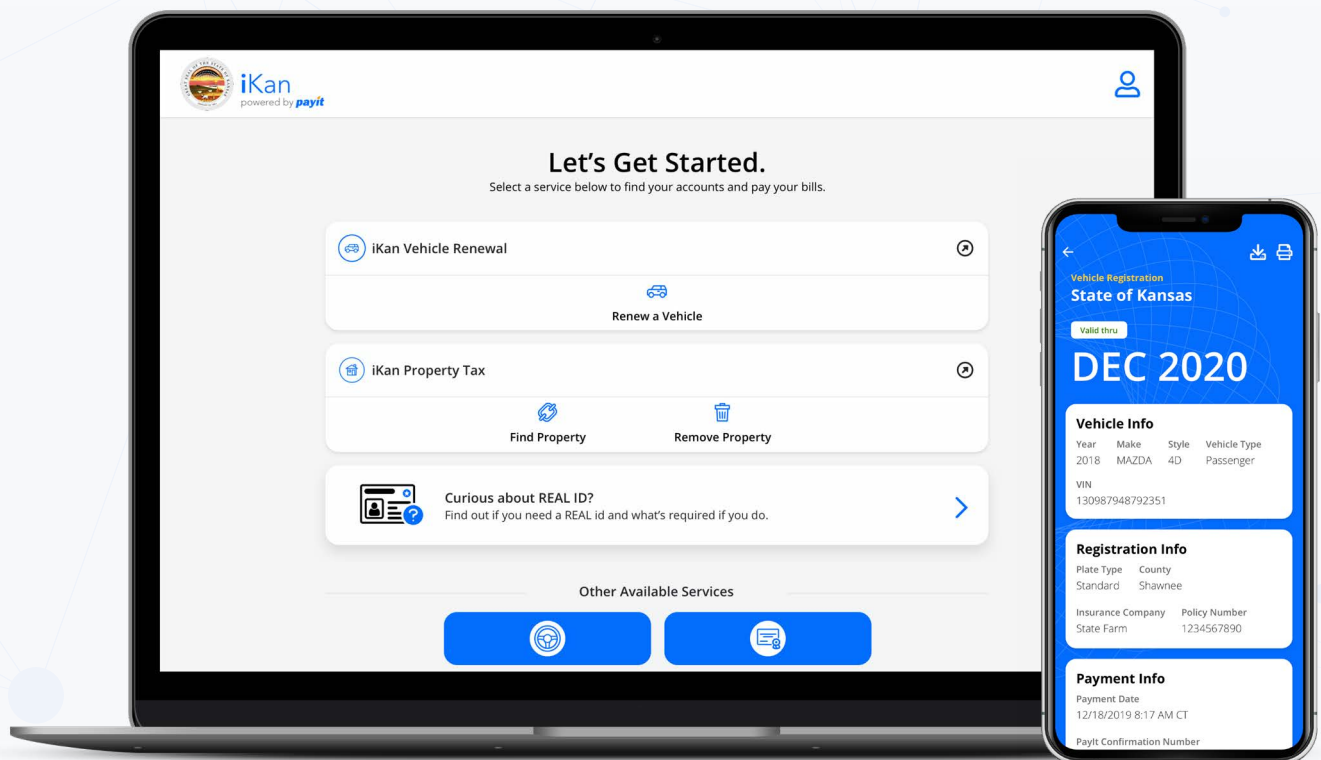 iKan
powered by payit
Let's Get Started.
Select a service below to find your accounts and pay your bills.
iKan Vehicle Renewal
Renew a Vehicle
iKan Property Tax
Find Property Remove Property
Curious about REAL ID?
Find out if you need a REAL id and what's required if you do.
Other Available Services
Vehicle Registration
State of Kansas
Valid thru
DEC 2020
Vehicle Info
Year Make Style Vehicle Type
2018 MAZDA 4D Passenger
VIN
130987948792351
Registration Info
Plate Type County
Standard Shawnee
Insurance Company Policy Number
State Farm 1234567890
Payment Info
Payment Date
12/18/2019 8:17 AM CT
PayIt Confirmation Number